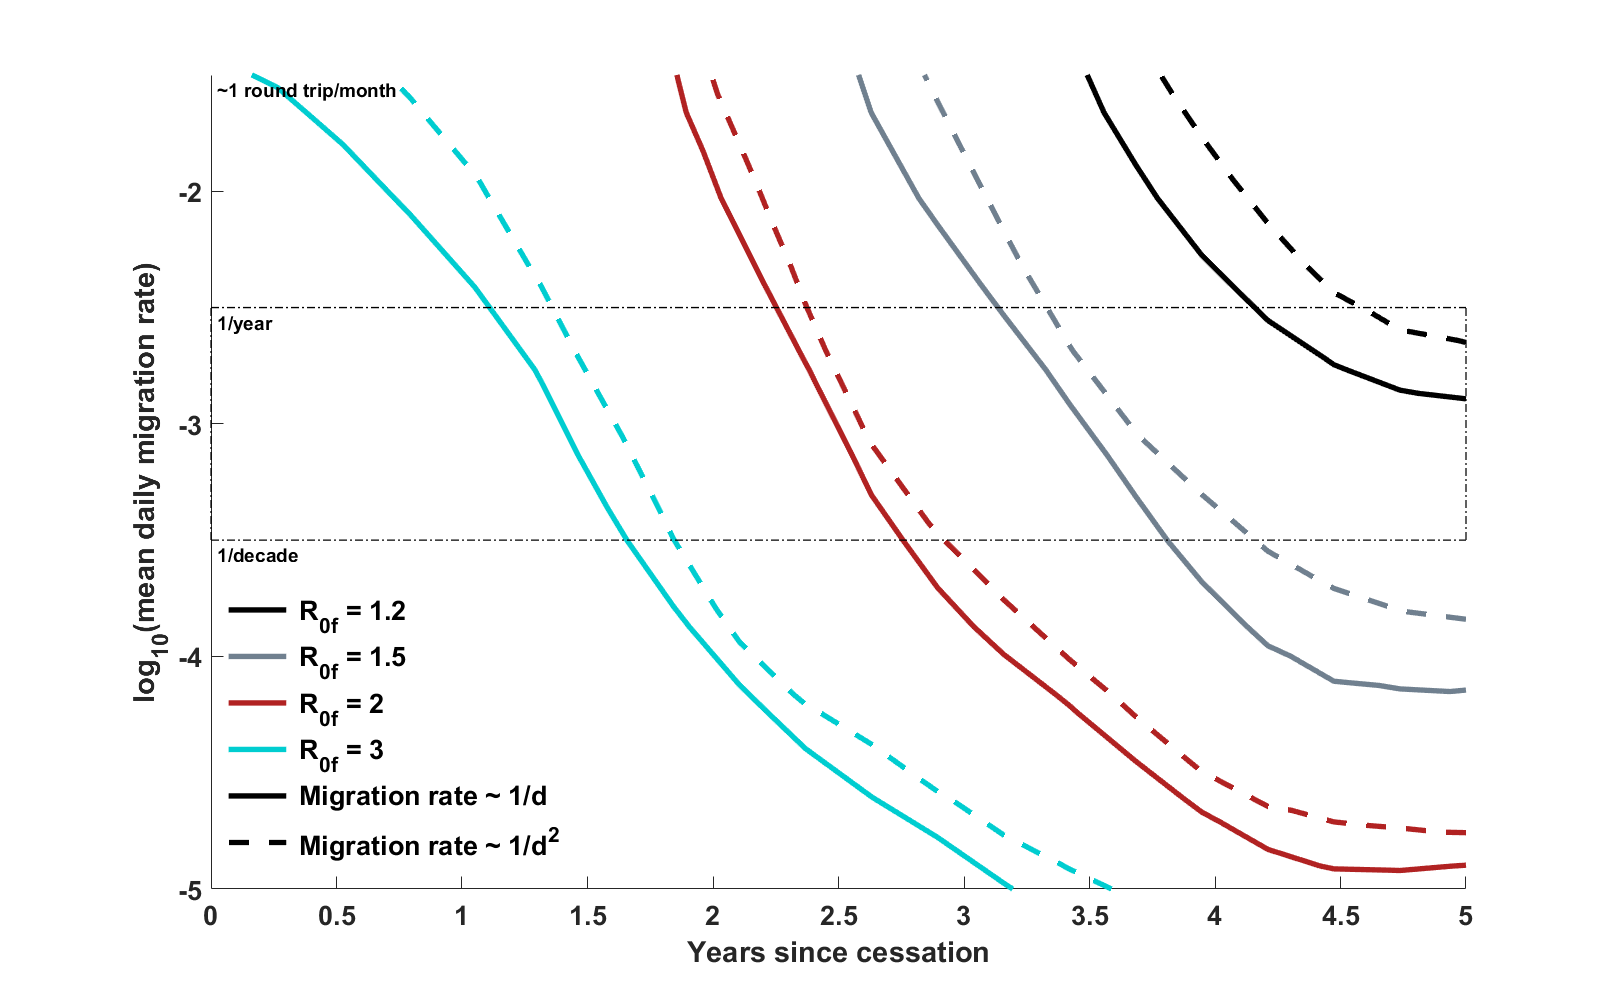 ~1 round trip/month
-2
1/year
-3
1/decade
-4
-5
log10(mean daily migration rate)
R0f = 1.2
R0f = 1.5
R0f = 2
R0f = 3
Migration rate ~ 1/d
Migration rate ~ 1/d²
0 0.5 1 1.5 2 2.5 3 3.5 4 4.5 5
Years since cessation